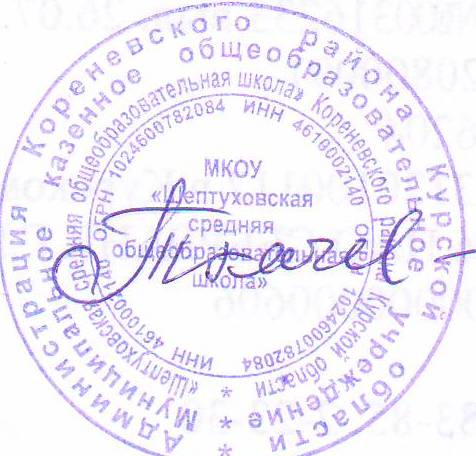 Администрация Кореневского района Курской области
Муниципальное казенное общеобразовательное учреждение
«Шептуховская средняя общеобразовательная школа» Кореневского района Курской области
ОГРН 1024600782084 ИНН 4610002140 ОГРН 1024600782084 ИНН 4610002140
МКОУ
«Шептуховская
средняя
общеобразовательная
школа»